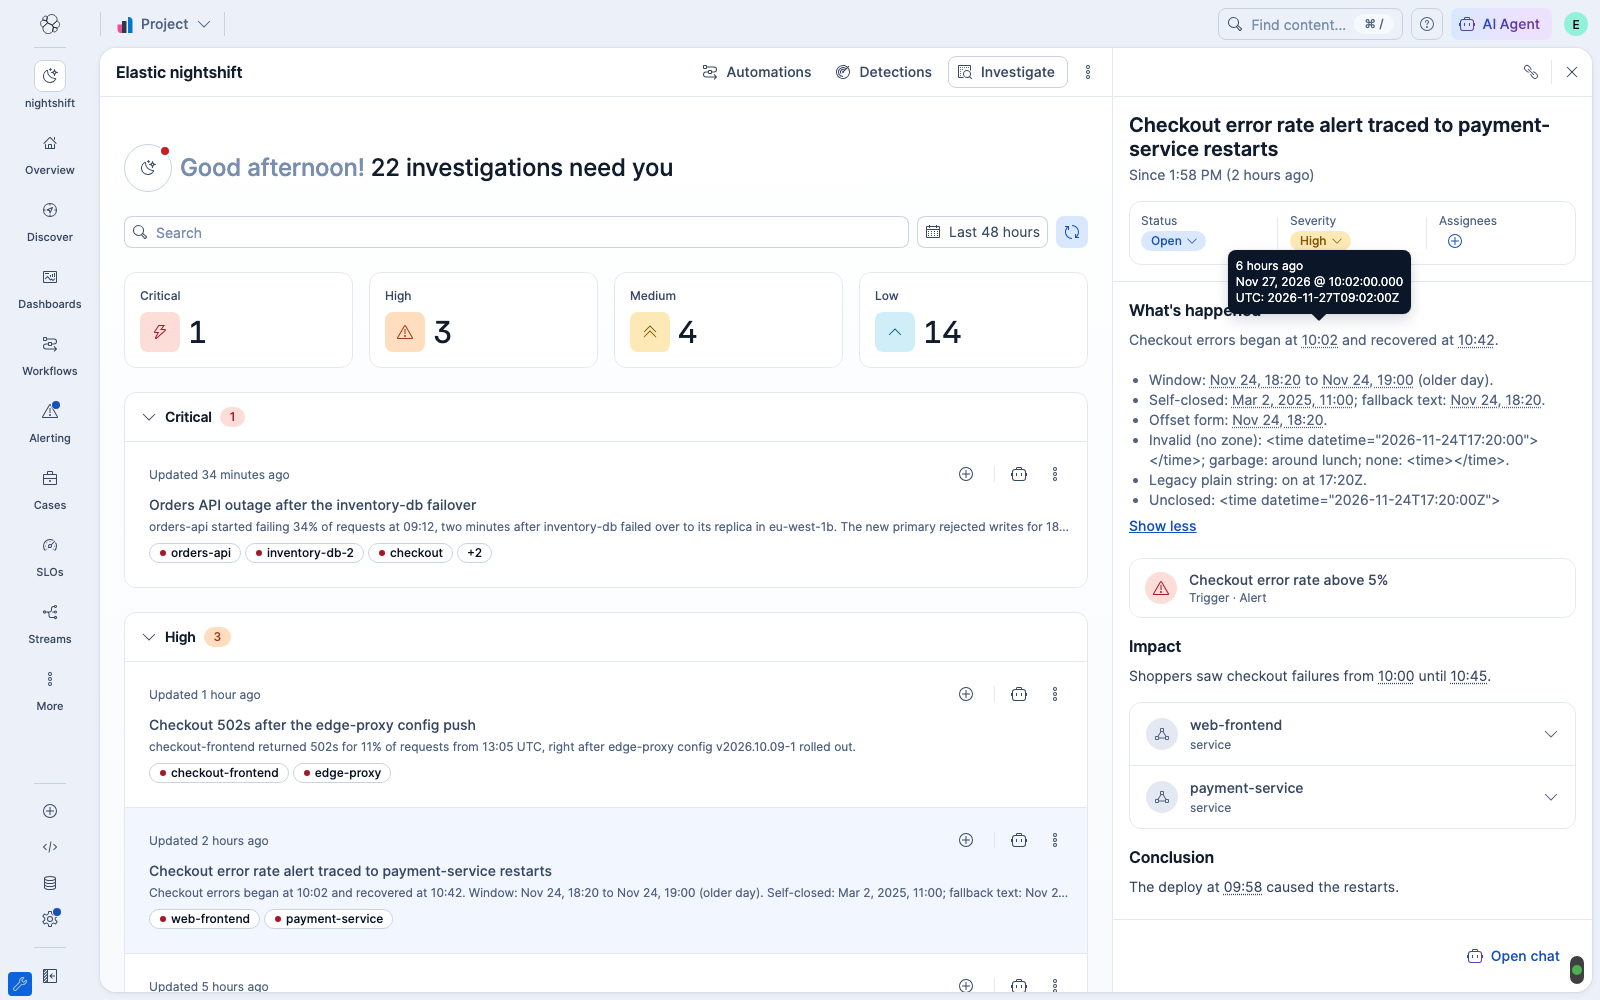 Project
Find content...
⌘ /
AI Agent
E
nightshift
Overview
Discover
Dashboards
Workflows
Alerting
Cases
SLOs
Streams
More
Elastic nightshift
Automations
Detections
Investigate
Good afternoon! 22 investigations need you
Search
Last 48 hours
Critical
1
High
3
Medium
4
Low
14
Critical 1
Updated 34 minutes ago
Orders API outage after the inventory-db failover
orders-api started failing 34% of requests at 09:12, two minutes after inventory-db failed over to its replica in eu-west-1b. The new primary rejected writes for 18...
orders-api inventory-db-2 checkout +2
High 3
Updated 1 hour ago
Checkout 502s after the edge-proxy config push
checkout-frontend returned 502s for 11% of requests from 13:05 UTC, right after edge-proxy config v2026.10.09-1 rolled out.
checkout-frontend edge-proxy
Updated 2 hours ago
Checkout error rate alert traced to payment-service restarts
Checkout errors began at 10:02 and recovered at 10:42. Window: Nov 24, 18:20 to Nov 24, 19:00 (older day). Self-closed: Mar 2, 2025, 11:00; fallback text: Nov 2...
web-frontend payment-service
Updated 5 hours ago
Checkout error rate alert traced to payment-
service restarts
Since 1:58 PM (2 hours ago)
Status
Open
Severity
High
Assignees
6 hours ago
Nov 27, 2026 @ 10:02:00.000
UTC: 2026-11-27T09:02:00Z
What's happened
Checkout errors began at 10:02 and recovered at 10:42.
Window: Nov 24, 18:20 to Nov 24, 19:00 (older day).
Self-closed: Mar 2, 2025, 11:00; fallback text: Nov 24, 18:20.
Offset form: Nov 24, 18:20.
Invalid (no zone): <time datetime="2026-11-24T17:20:00">
</time>; garbage: around lunch; none: <time></time>.
Legacy plain string: on at 17:20Z.
Unclosed: <time datetime="2026-11-24T17:20:00Z">
Show less
Checkout error rate above 5%
Trigger · Alert
Impact
Shoppers saw checkout failures from 10:00 until 10:45.
web-frontend
service
payment-service
service
Conclusion
The deploy at 09:58 caused the restarts.
Open chat